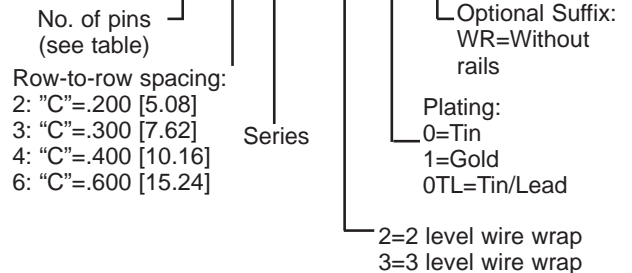 No. of pins
(see table)
Row-to-row spacing:
2: ”C”=.200 [5.08]
3: “C”=.300 [7.62]
4: “C”=.400 [10.16]
6: “C”=.600 [15.24]
Series
Optional Suffix:
WR=Without
rails
Plating:
0=Tin
1=Gold
0TL=Tin/Lead
2=2 level wire wrap
3=3 level wire wrap